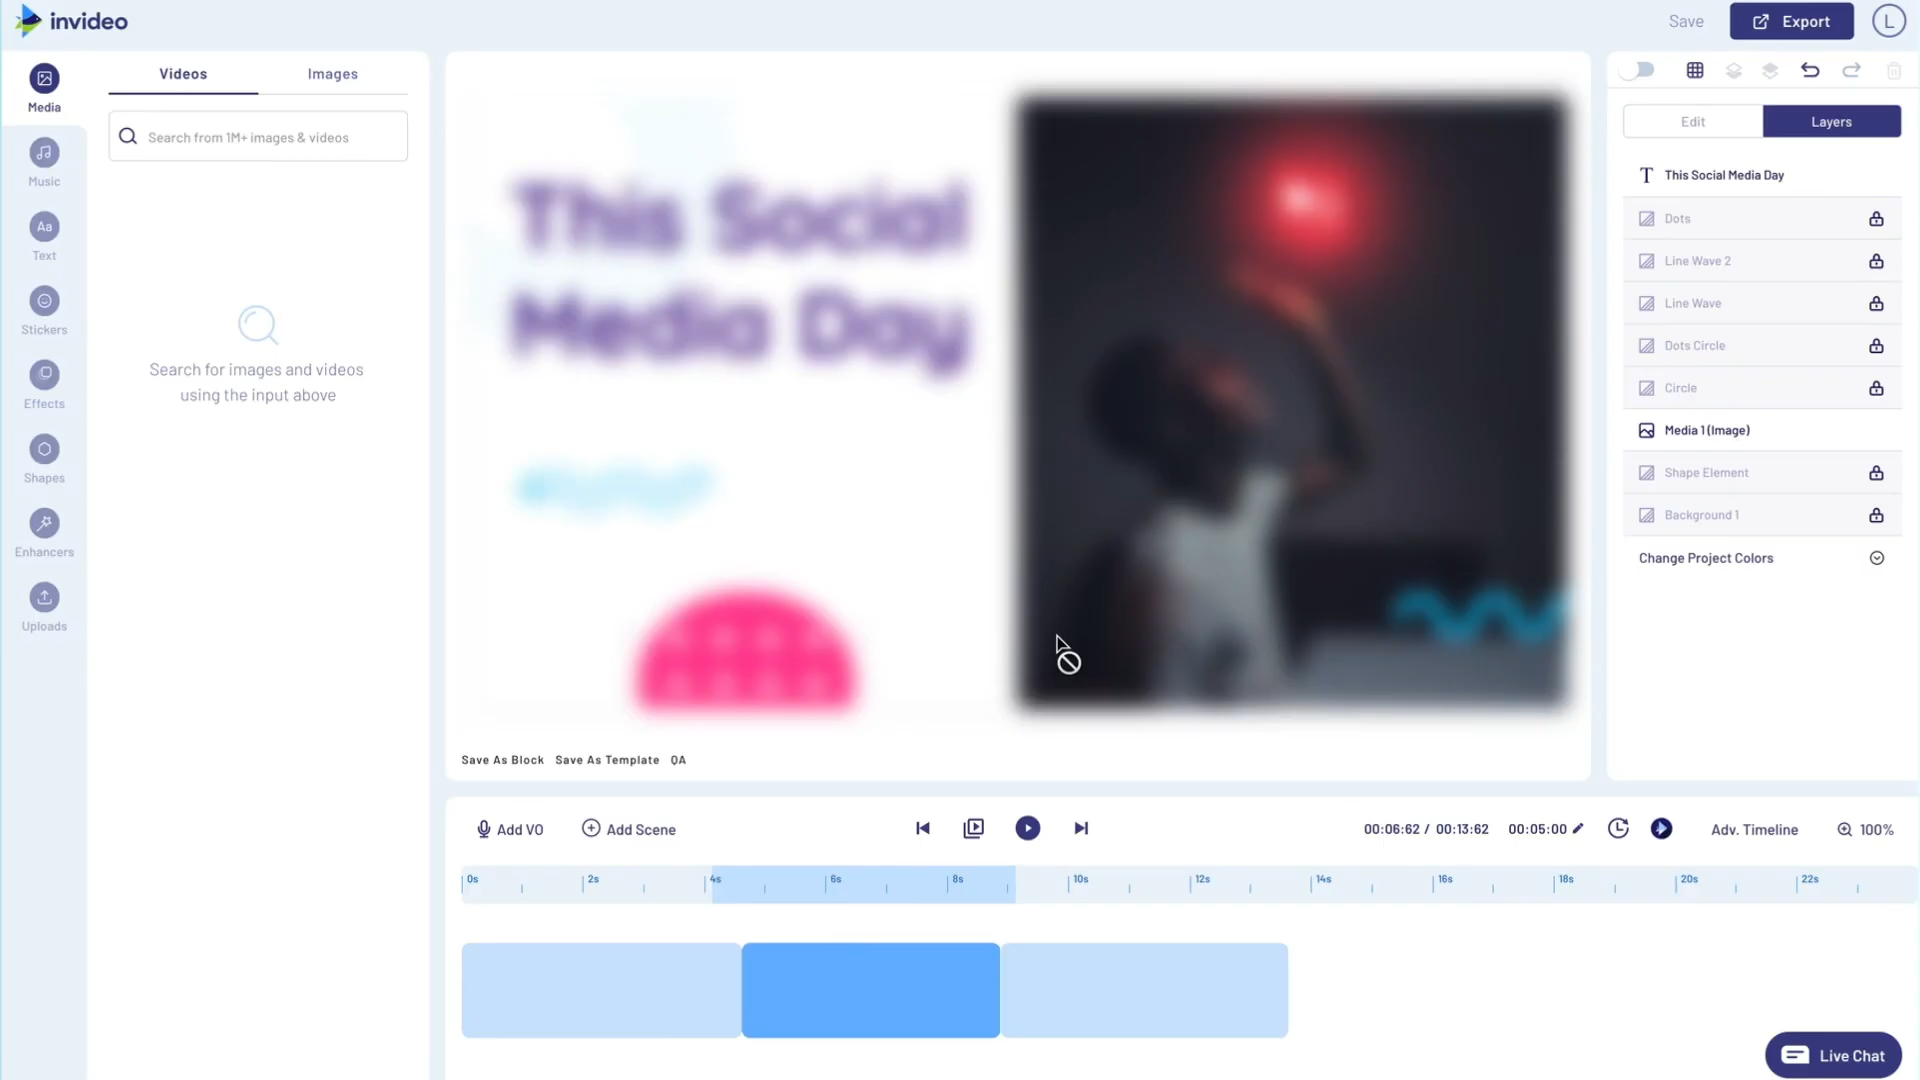 invideo
Save
Export
L
Media
Music
Aa
Text
Stickers
Effects
Shapes
Enhancers
Uploads
Videos
Images
Search from 1M+ images & videos
Search for images and videos
using the input above
This Social
Media Day
Save As Block Save As Template QA
Edit
Layers
T This Social Media Day
Dots
Line Wave 2
Line Wave
Dots Circle
Circle
Media 1 (Image)
Shape Element
Background 1
Change Project Colors
Add VO
Add Scene
00:06:62 / 00:13:62
00:05:00
Adv. Timeline
100%
0s 2s 4s 6s 8s 10s 12s 14s 16s 18s 20s 22s
Live Chat